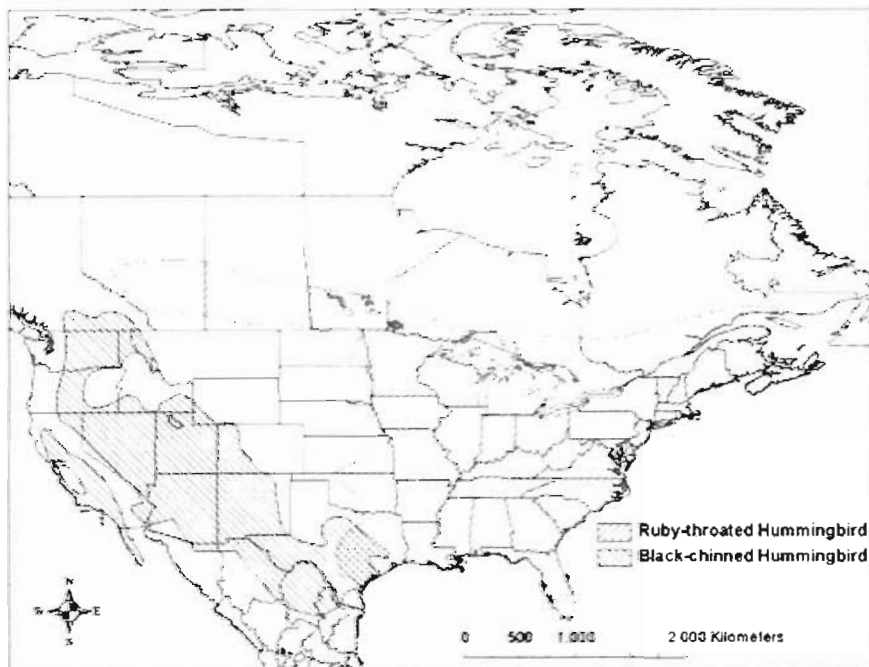 Ruby-throated Hummingbird
Black-chinned Hummingbird
N
W E
S
0 500 1,000 2 000 Kilometers